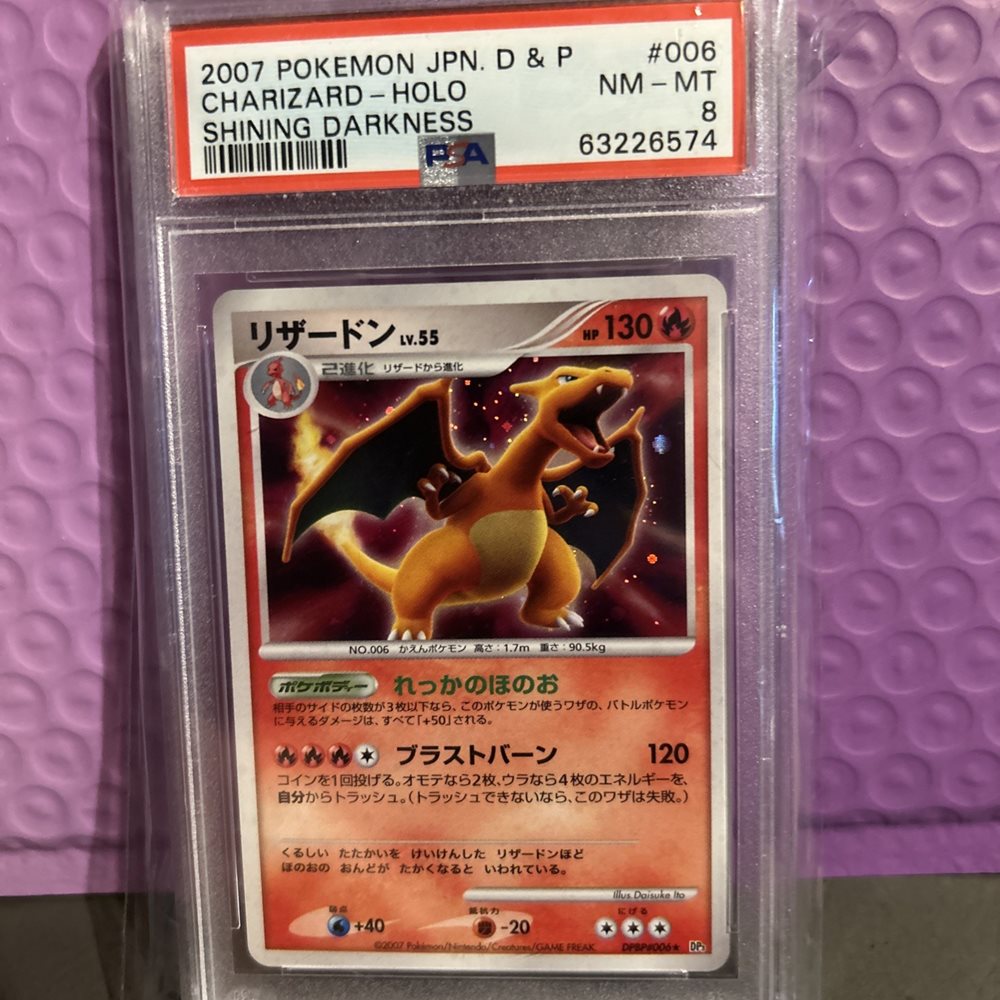 2007 POKEMON JPN. D & P #006
CHARIZARD-HOLO NM-MT
SHINING DARKNESS 8
PSA 63226574
リザードン LV.55 HP 130
2進化 リザードから進化
NO.006 かえんポケモン 高さ:1.7m 重さ:90.5kg
ポケボディー れっかのほのお
相手のサイドの枚数が3枚以下なら、このポケモンが使うワザの、バトルポケモン
に与えるダメージは、すべて「+50」される。
ブラストバーン 120
コインを1回投げる。オモテなら2枚、ウラなら4枚のエネルギーを、
自分からトラッシュ。(トラッシュできないなら、このワザは失敗。)
くるしい たたかいを けいけんした リザードンほど
ほのおの おんどが たかくなると いわれている。
Illus. Daisuke Ito
弱点 抵抗力 にげる
+40 -20
©2007 Pokémon/Nintendo/Creatures/GAME FREAK. DPBP#006★ DP3